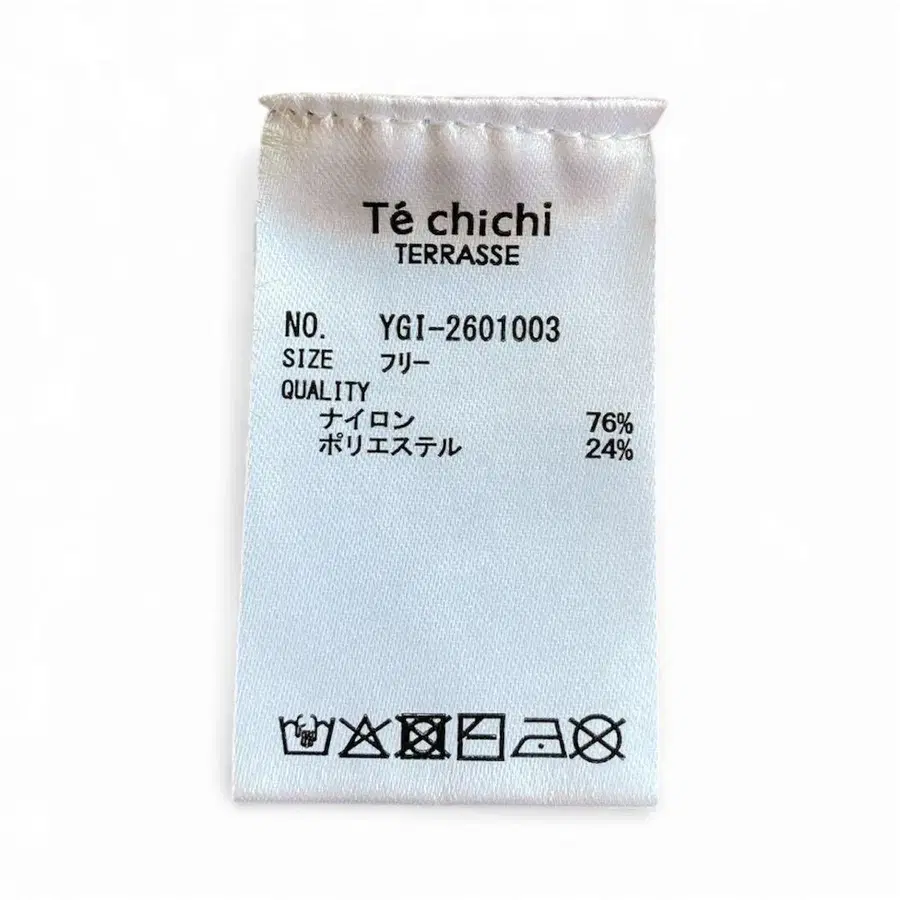 Té chichi
TERRASSE
NO. YGI-2601003
SIZE フリー
QUALITY
ナイロン 76%
ポリエステル 24%